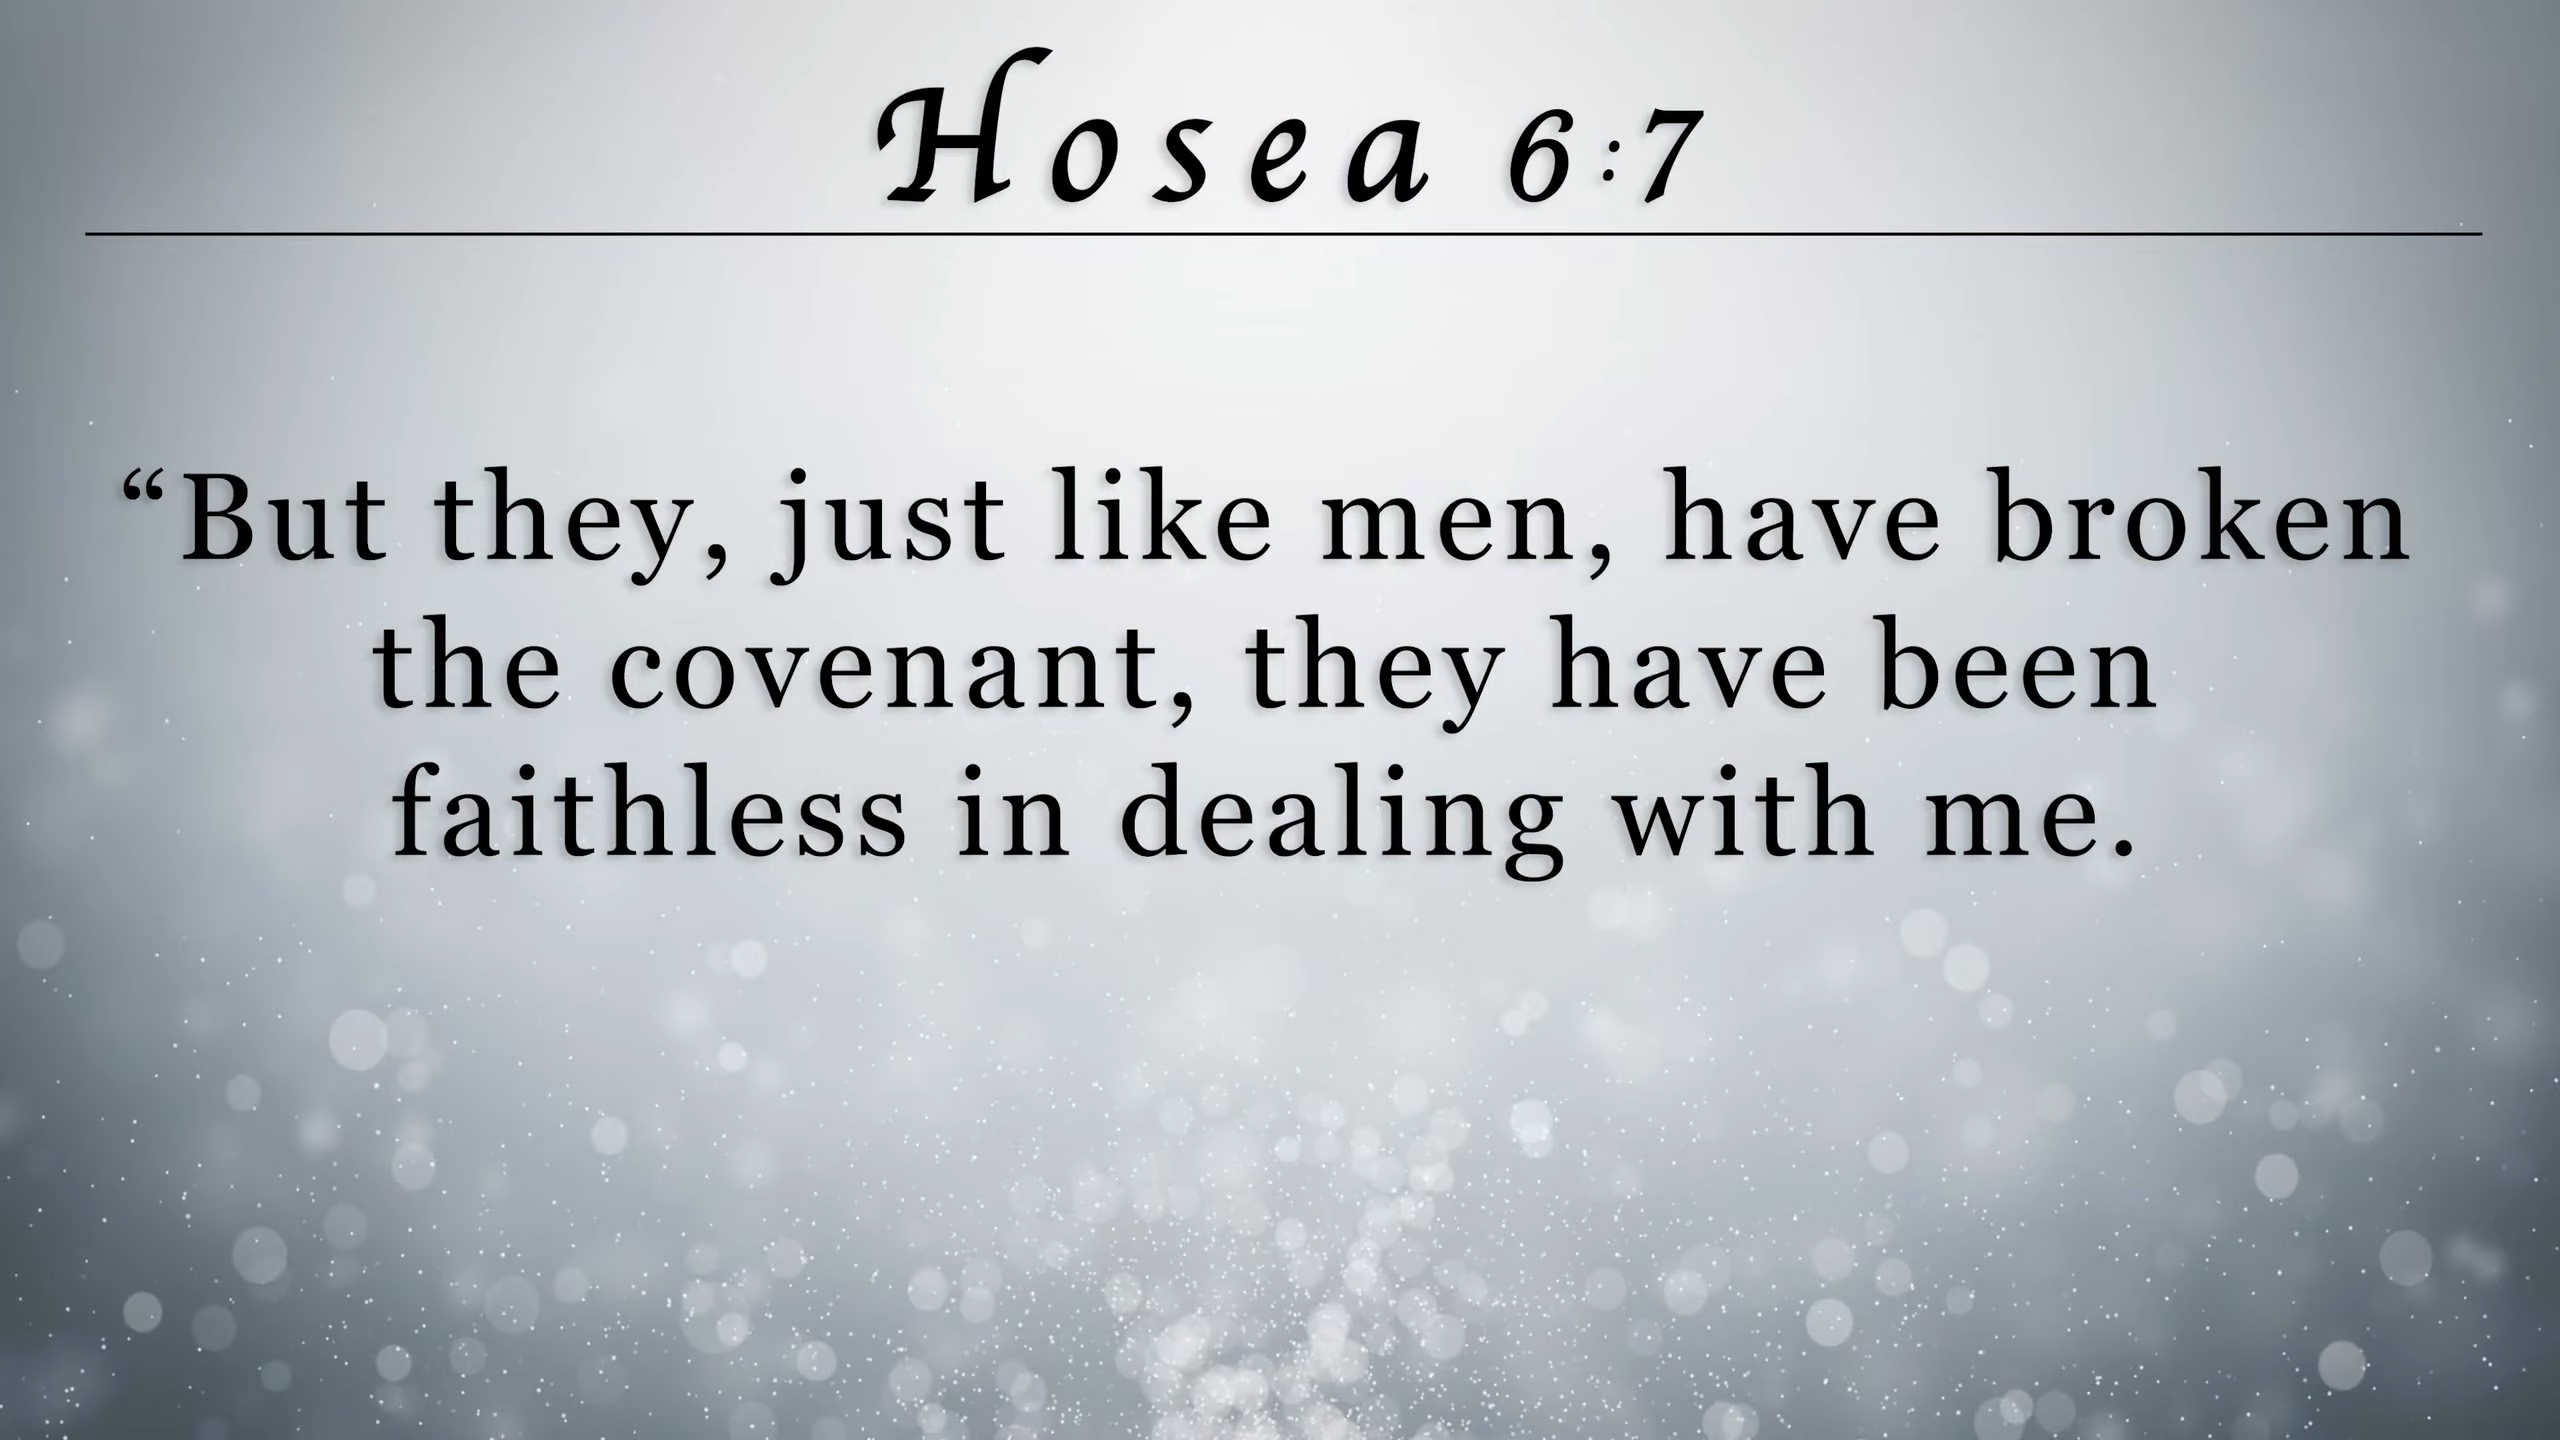 Hosea 6:7
“But they, just like men, have broken
the covenant, they have been
faithless in dealing with me.